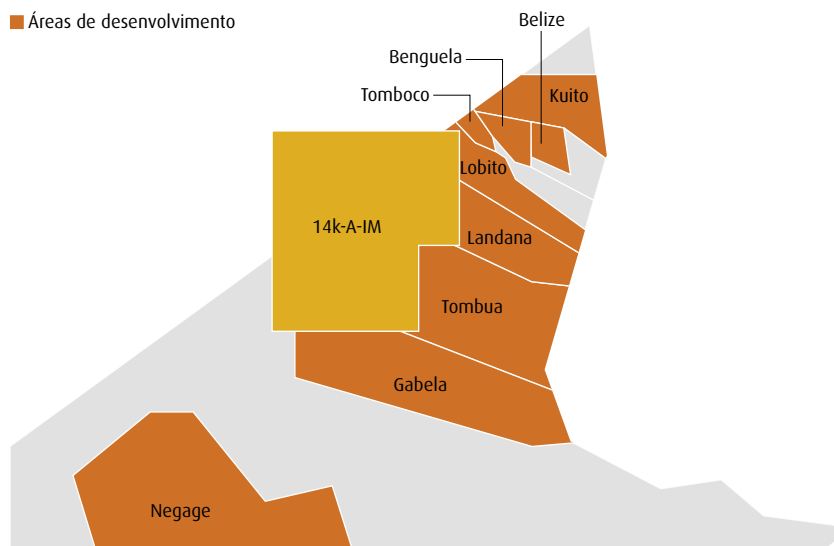 Áreas de desenvolvimento
Belize
Benguela
Kuito
Tomboco
Lobito
14k-A-IM
Landana
Tombua
Gabela
Negage